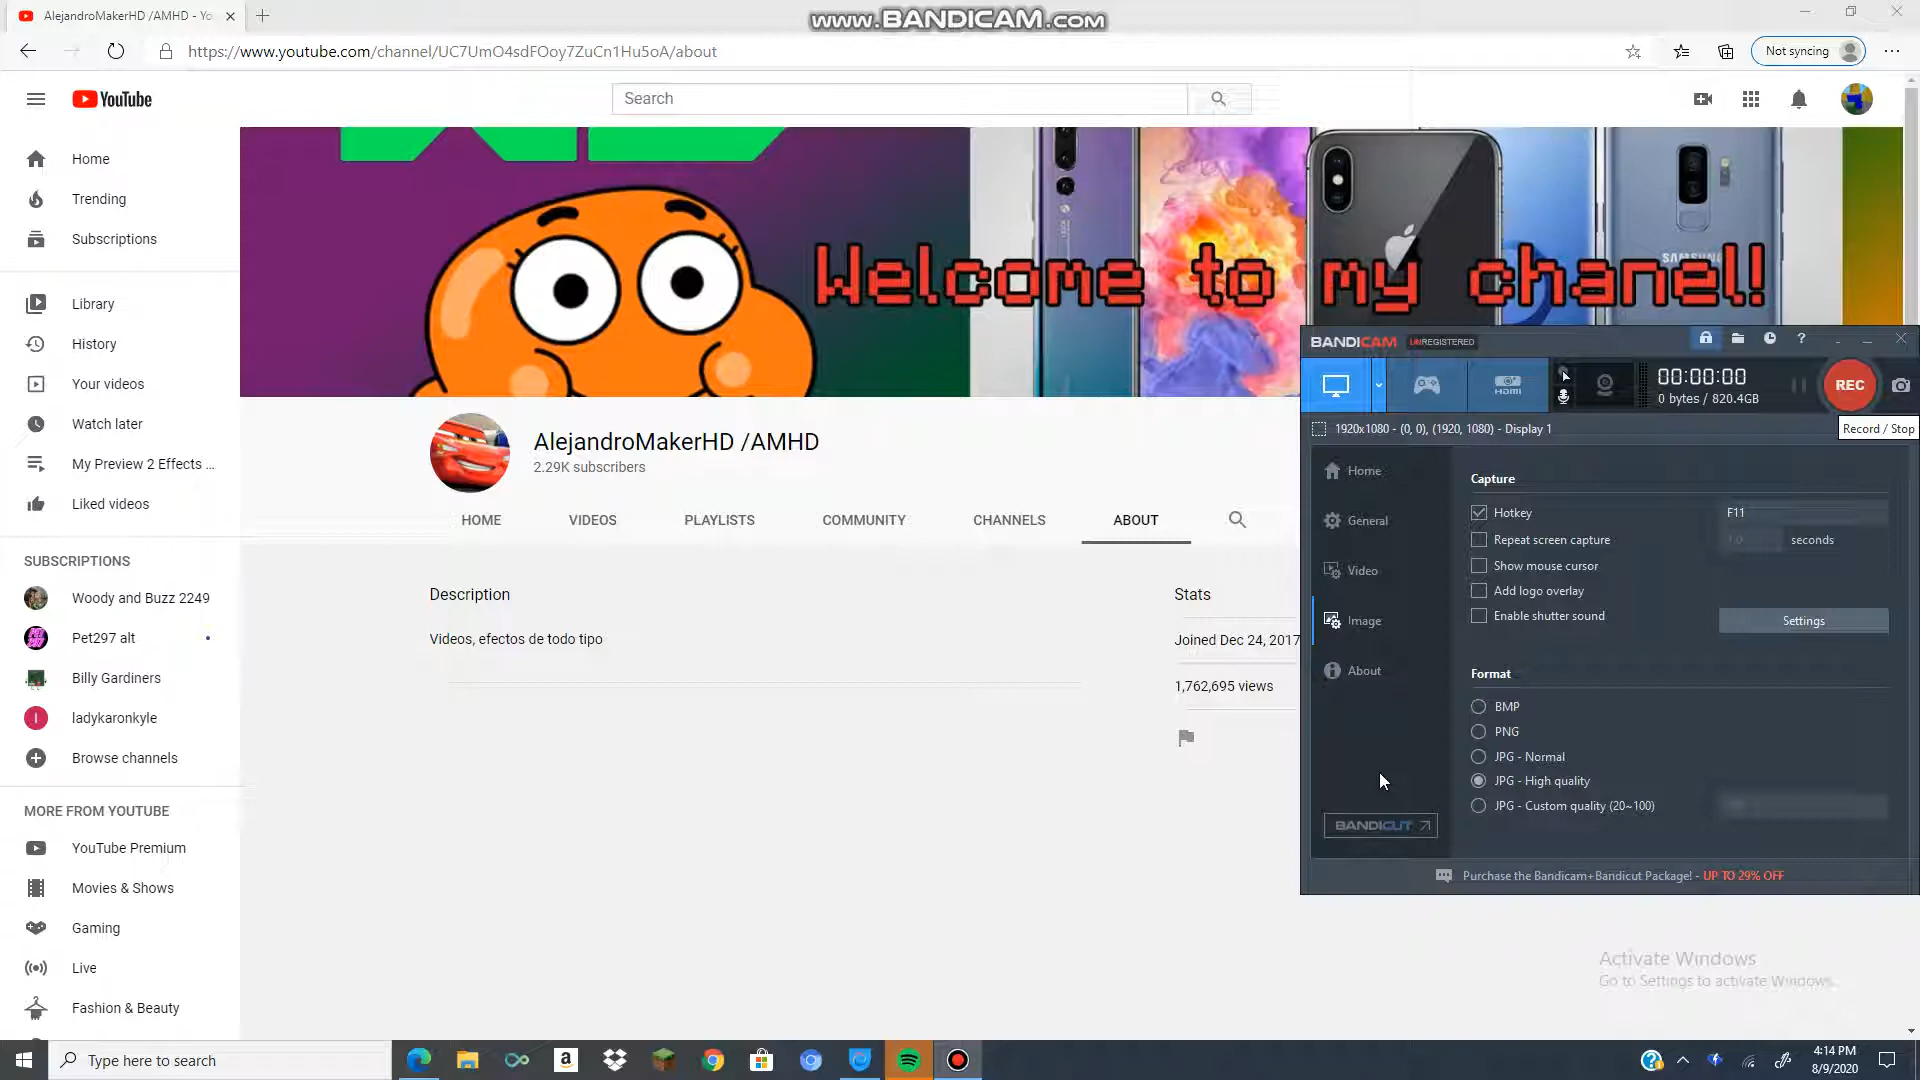 AlejandroMakerHD /AMHD - Yo
www.BANDICAM.com
https://www.youtube.com/channel/UC7UmO4sdFOoy7ZuCn1Hu5oA/about
Not syncing
YouTube
Search
Home
Trending
Subscriptions
Library
History
Your videos
Watch later
My Preview 2 Effects ...
Liked videos
SUBSCRIPTIONS
Woody and Buzz 2249
Pet297 alt
Billy Gardiners
ladykaronkyle
Browse channels
MORE FROM YOUTUBE
YouTube Premium
Movies & Shows
Gaming
Live
Fashion & Beauty
Welcome to my chanel!
SAMSUNG
AlejandroMakerHD /AMHD
2.29K subscribers
HOME
VIDEOS
PLAYLISTS
COMMUNITY
CHANNELS
ABOUT
Description
Videos, efectos de todo tipo
Stats
Joined Dec 24, 2017
1,762,695 views
BANDICAM UNREGISTERED
HDMI
00:00:00
0 bytes / 820.4GB
REC
1920x1080 - (0, 0), (1920, 1080) - Display 1
Record / Stop
Home
General
Video
Image
About
BANDICUT
Capture
Hotkey
F11
Repeat screen capture
1.0
seconds
Show mouse cursor
Add logo overlay
Enable shutter sound
Settings
Format
BMP
PNG
JPG - Normal
JPG - High quality
JPG - Custom quality (20~100)
Purchase the Bandicam+Bandicut Package! - UP TO 29% OFF
Activate Windows
Go to Settings to activate Windows.
Type here to search
4:14 PM
8/9/2020